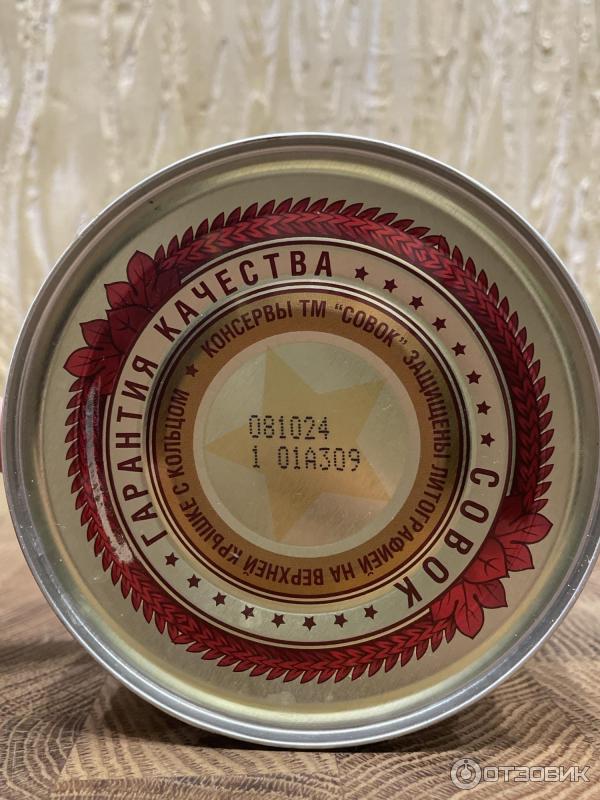 ГАРАНТИЯ КАЧЕСТВА ★ ★ ★ ★ ★ ★ ★ СОВОК ★ ★ ★ ★ ★ ★ ★ ★
КОНСЕРВЫ ТМ "СОВОК" ЗАЩИЩЕНЫ ЛИТОГРАФИЕЙ НА ВЕРХНЕЙ КРЫШКЕ С КОЛЬЦОМ ★
081024
1 01А309
ОТЗОВИК